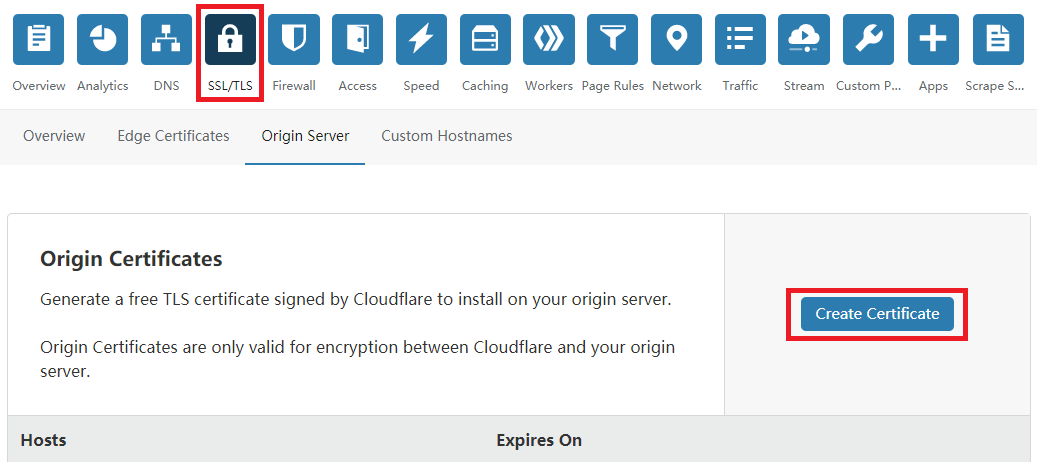 Overview Analytics DNS SSL/TLS Firewall Access Speed Caching Workers Page Rules Network Traffic Stream Custom P... Apps Scrape S...
Overview Edge Certificates Origin Server Custom Hostnames
Origin Certificates
Generate a free TLS certificate signed by Cloudflare to install on your origin server.
Origin Certificates are only valid for encryption between Cloudflare and your origin
server.
Create Certificate
Hosts Expires On